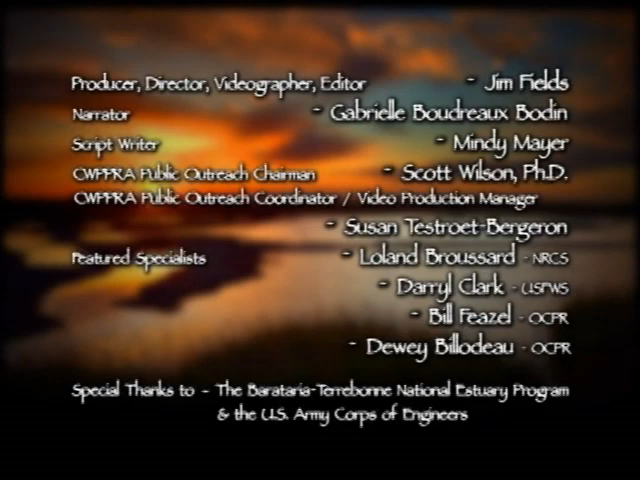 Producer, Director, Videographer, Editor - Jim Fields
Narrator - Gabrielle Boudreaux Bodin
Script Writer - Mindy Mayer
CWPPRA Public Outreach Chairman - Scott Wilson, Ph.D.
CWPPRA Public Outreach Coordinator / Video Production Manager
- Susan Testroet-Bergeron
Featured Specialists - Loland Broussard - NRCS
- Darryl Clark - USFWS
- Bill Feazel - OCPR
- Dewey Billodeau - OCPR
Special Thanks to - The Barataria-Terrebonne National Estuary Program
& the U.S. Army Corps of Engineers